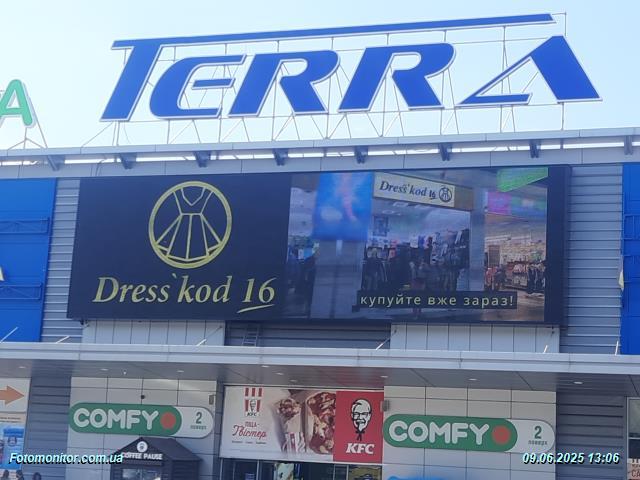 TERRA
A
Dress`kod 16
Dress`kod 16
купуйте вже зараз!
COMFY
2
поверх
KFC
ПІЦА-
Твістер
KFC
COMFY
2
поверх
COFFEE PAUSE
Fotomonitor.com.ua
09.06.2025 13:06